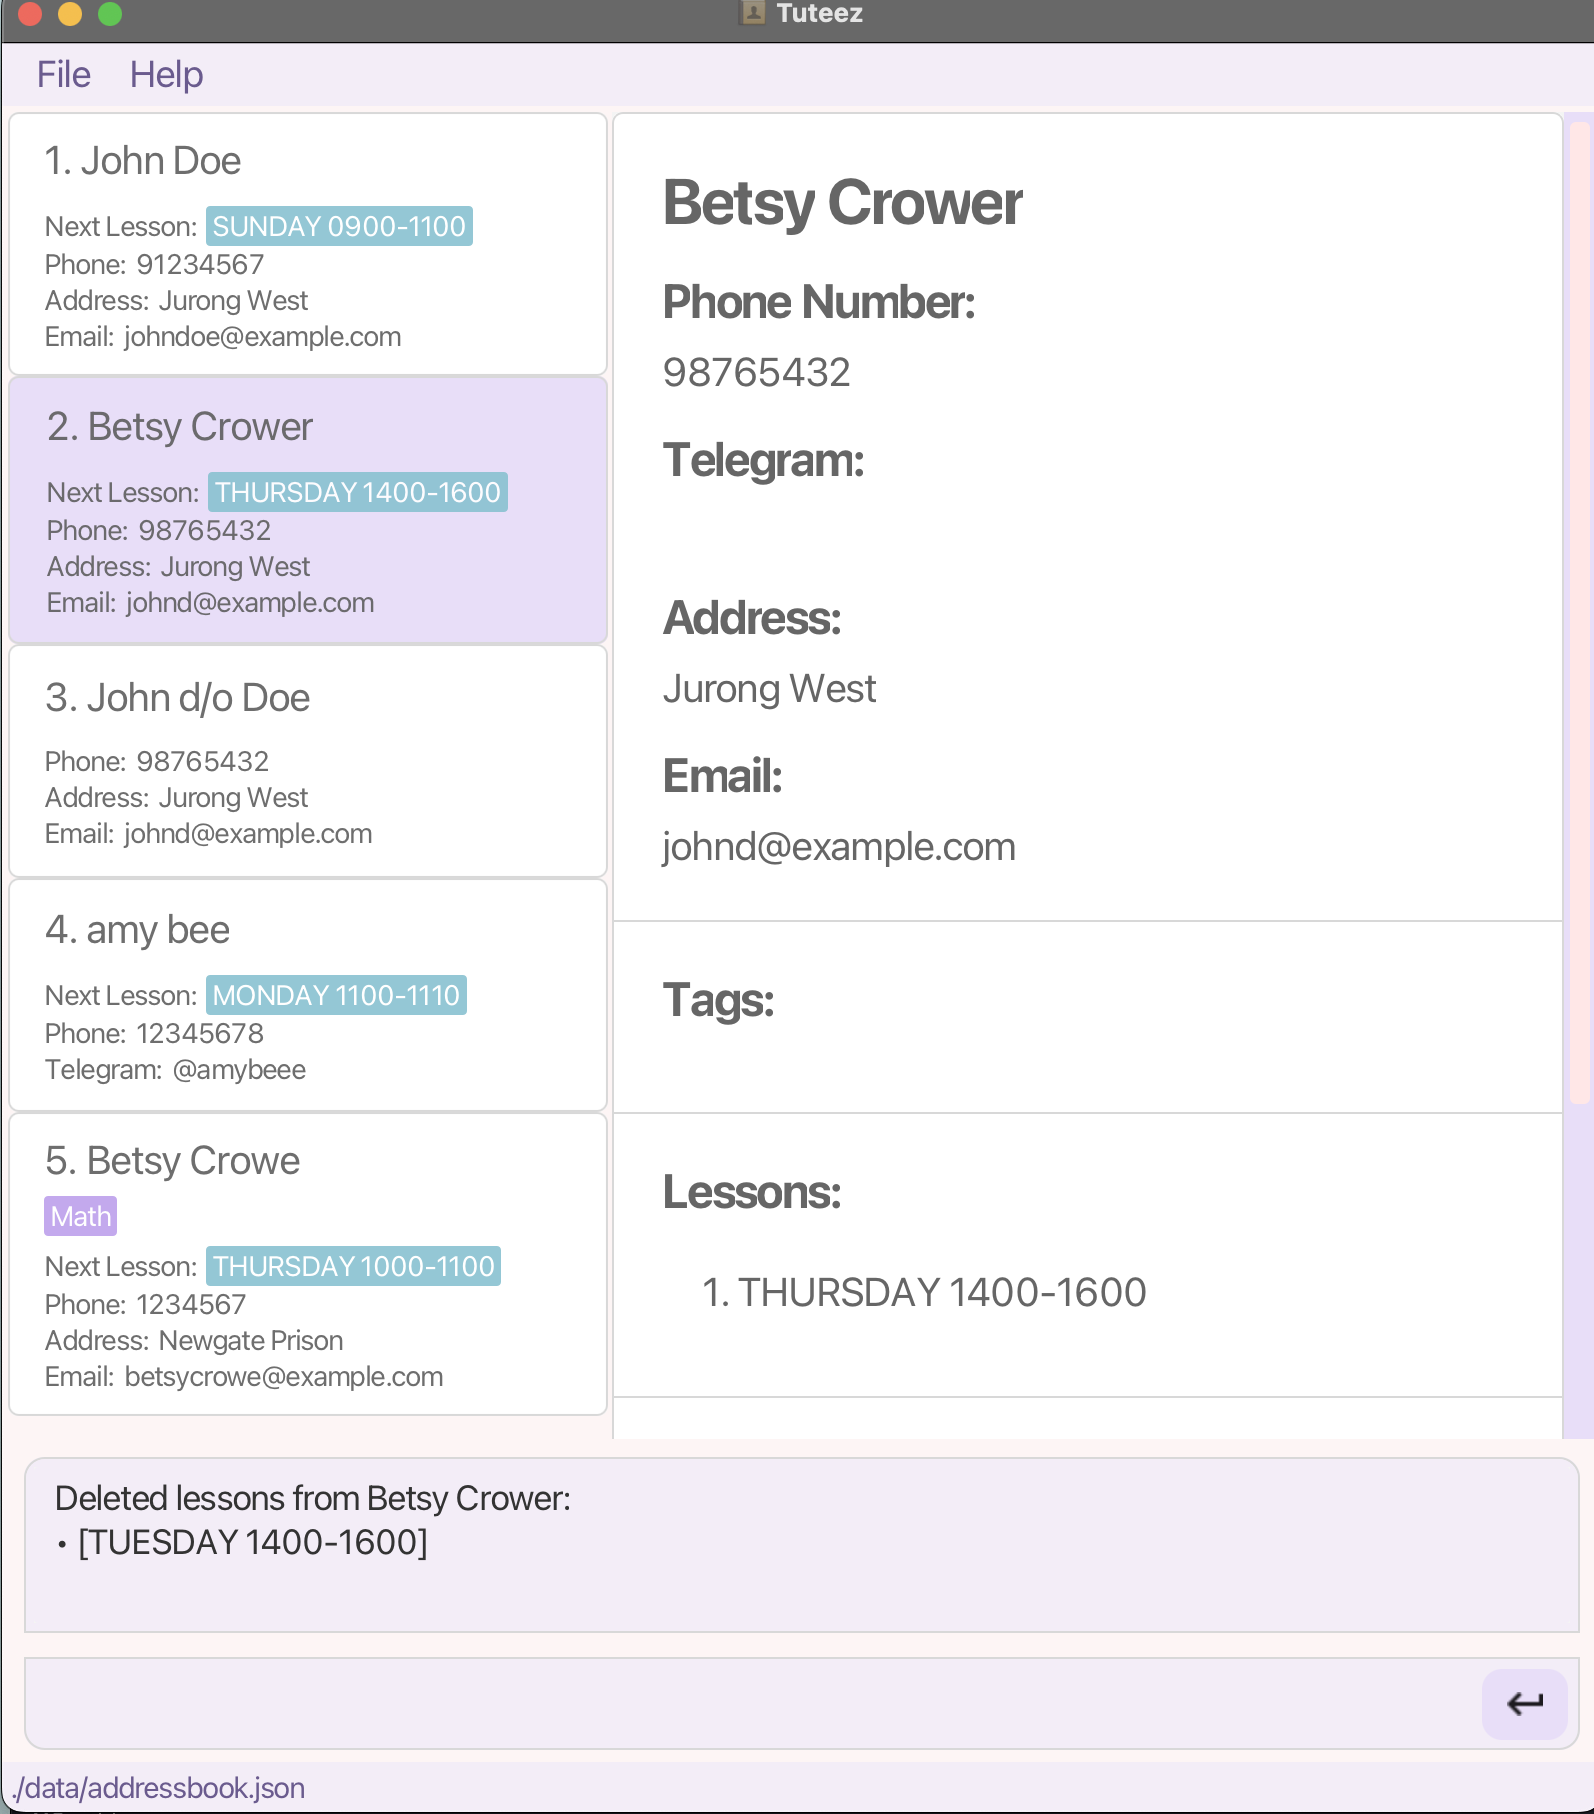 Tuteez
File Help
1. John Doe
Next Lesson: SUNDAY 0900-1100
Phone: 91234567
Address: Jurong West
Email: johndoe@example.com
2. Betsy Crower
Next Lesson: THURSDAY 1400-1600
Phone: 98765432
Address: Jurong West
Email: johnd@example.com
3. John d/o Doe
Phone: 98765432
Address: Jurong West
Email: johnd@example.com
4. amy bee
Next Lesson: MONDAY 1100-1110
Phone: 12345678
Telegram: @amybeee
5. Betsy Crowe
Math
Next Lesson: THURSDAY 1000-1100
Phone: 1234567
Address: Newgate Prison
Email: betsycrowe@example.com
Betsy Crower
Phone Number:
98765432
Telegram:
Address:
Jurong West
Email:
johnd@example.com
Tags:
Lessons:
1. THURSDAY 1400-1600
Deleted lessons from Betsy Crower:
• [TUESDAY 1400-1600]
./data/addressbook.json